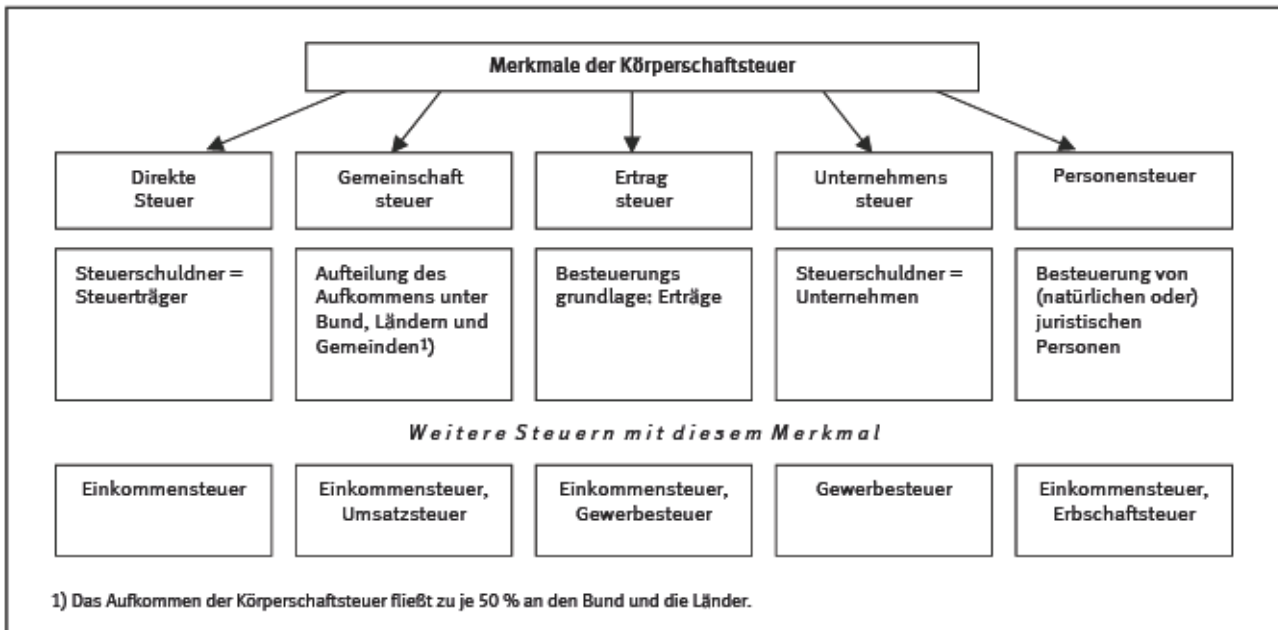 Merkmale der Körperschaftsteuer
Direkte
Steuer
Gemeinschaft
steuer
Ertrag
steuer
Unternehmens
steuer
Personensteuer
Steuerschuldner =
Steuerträger
Aufteilung des
Aufkommens unter
Bund, Ländern und
Gemeinden1)
Besteuerungs
grundlage: Erträge
Steuerschuldner =
Unternehmen
Besteuerung von
(natürlichen oder)
juristischen
Personen
Weitere Steuern mit diesem Merkmal
Einkommensteuer
Einkommensteuer,
Umsatzsteuer
Einkommensteuer,
Gewerbesteuer
Gewerbesteuer
Einkommensteuer,
Erbschaftsteuer
1) Das Aufkommen der Körperschaftsteuer fließt zu je 50 % an den Bund und die Länder.